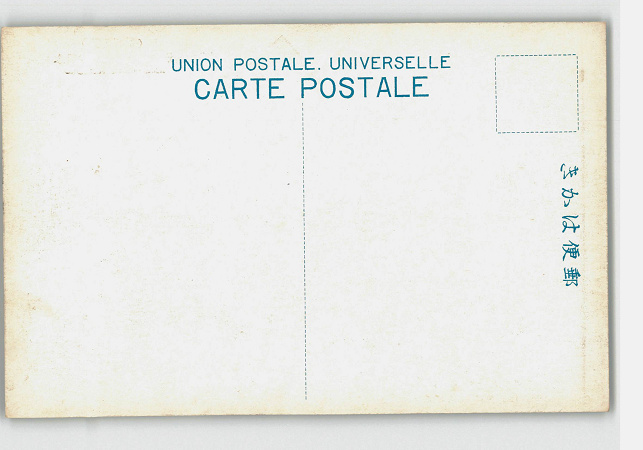 UNION POSTALE. UNIVERSELLE
CARTE POSTALE
きかは便郵